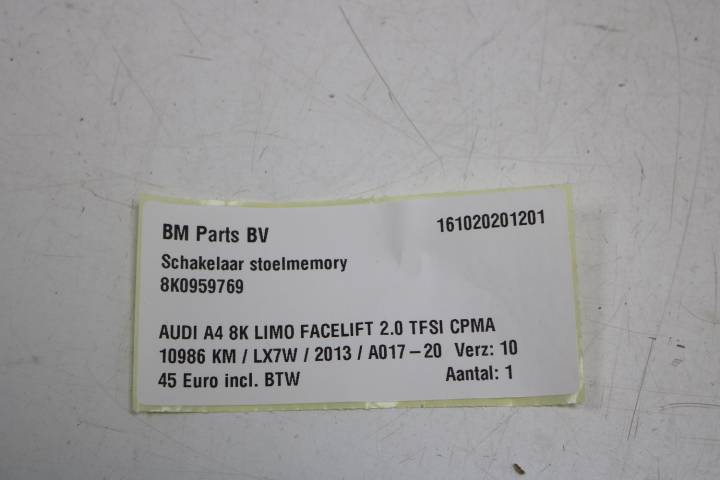 BM Parts BV 161020201201
Schakelaar stoelmemory
8K0959769
AUDI A4 8K LIMO FACELIFT 2.0 TFSI CPMA
10986 KM / LX7W / 2013 / A017-20 Verz: 10
45 Euro incl. BTW Aantal: 1